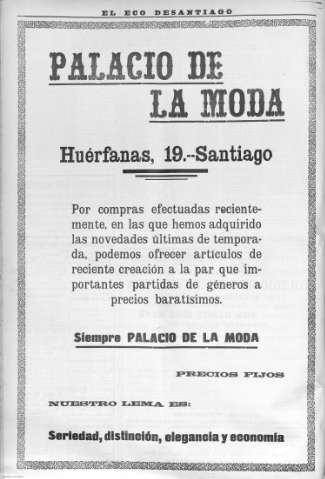 EL ECO DE SANTIAGO
PALACIO DE
LA MODA
Huérfanas, 19.--Santiago
Por compras efectuadas reciente-
mente, en las que hemos adquirido
las novedades últimas de tempora-
da, podemos ofrecer artículos de
reciente creación a la par que im-
portantes partidas de géneros a
precios baratísimos.
Siempre PALACIO DE LA MODA
PRECIOS FIJOS
NUESTRO LEMA ES:
Seriedad, distinción, elegancia y economía